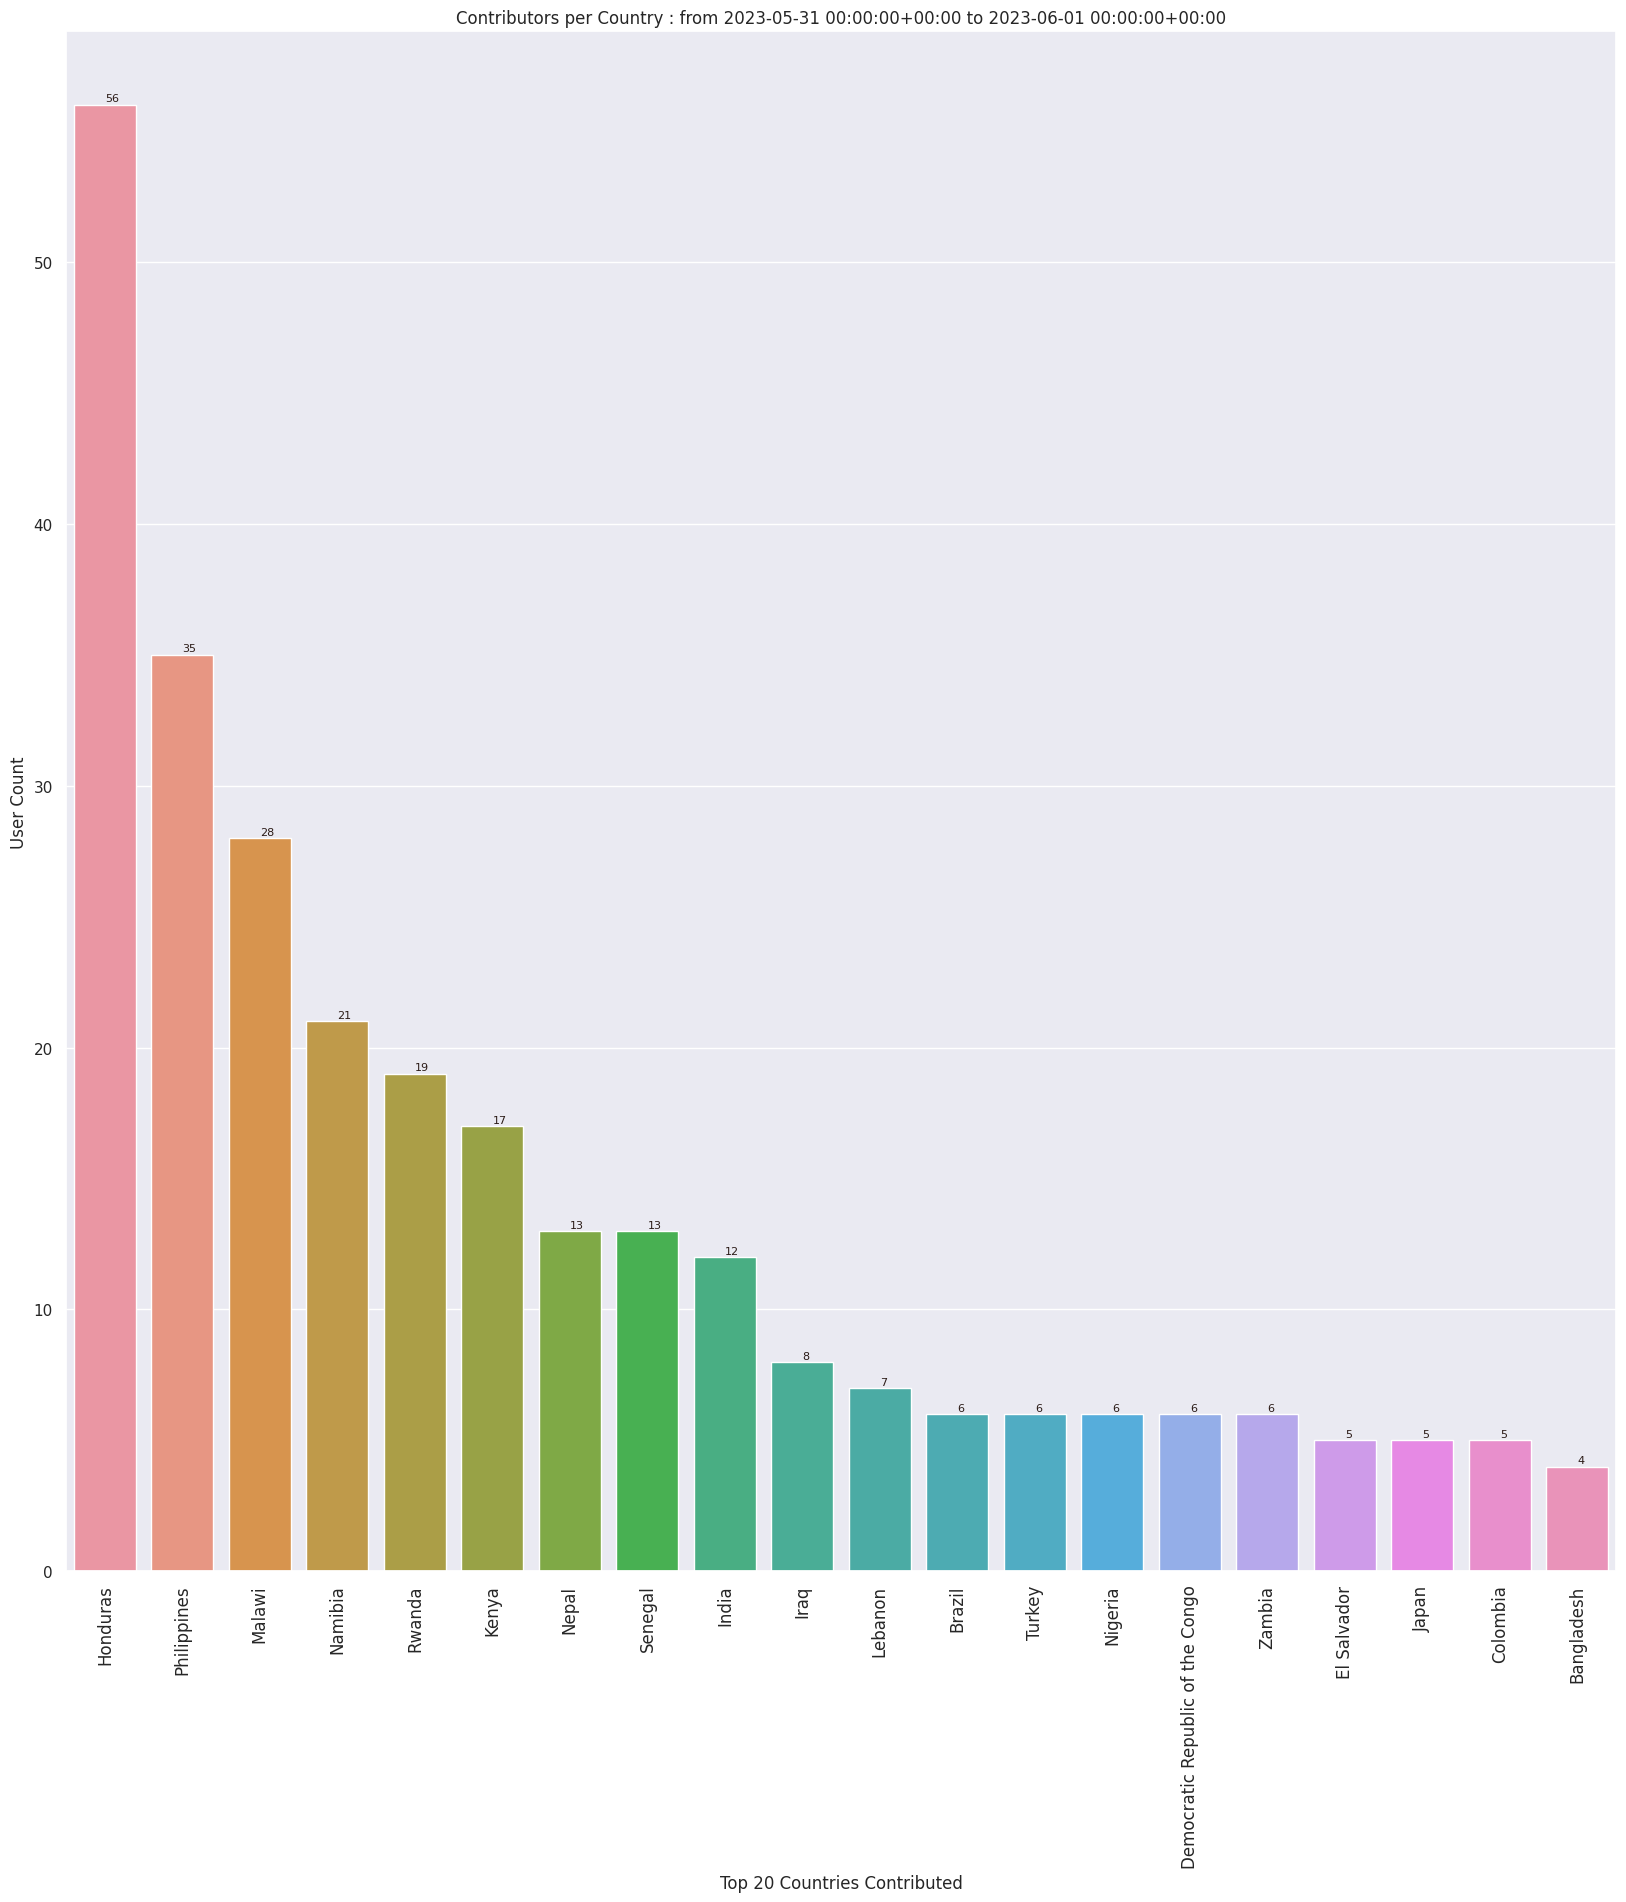 Contributors per Country : from 2023-05-31 00:00:00+00:00 to 2023-06-01 00:00:00+00:00
User Count
50
40
30
20
10
0
56
35
28
21
19
17
13
13
12
8
7
6
6
6
6
6
5
5
5
4
Honduras
Philippines
Malawi
Namibia
Rwanda
Kenya
Nepal
Senegal
India
Iraq
Lebanon
Brazil
Turkey
Nigeria
Democratic Republic of the Congo
Zambia
El Salvador
Japan
Colombia
Bangladesh
Top 20 Countries Contributed